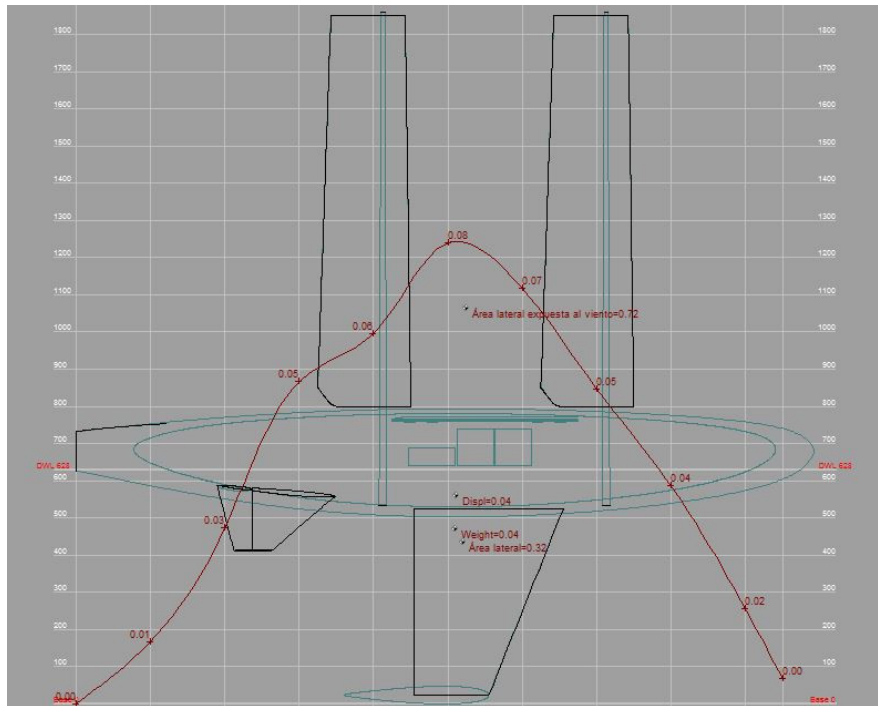 1800 1800
1700 1700
1600 1600
1500 1500
1400 1400
1300 1300
1200 0.08 1200
1100 0.07 1100
Área lateral expuesta al viento=0.72
1000 0.06 1000
900 900
0.05 0.05
800 800
700 700
DWL 628 DWL 628
600 0.04 600
Displ=0.04
500 0.03 500
Weight=0.04
Área lateral=0.32
400 400
300 300
200 0.02 200
0.01
100 0.00 100
0.00
Base 0 Base 0